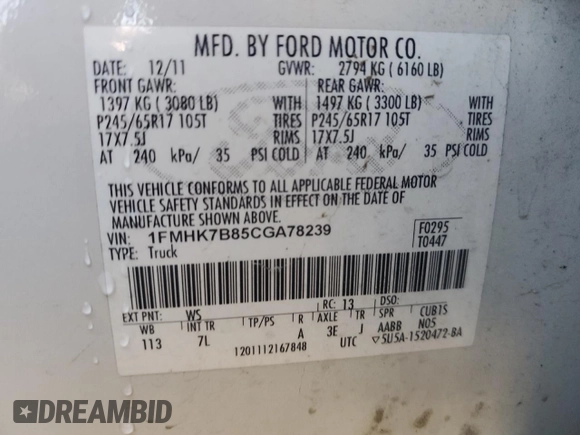 MFD. BY FORD MOTOR CO.
DATE: 12/11 GVWR: 2794 KG ( 6160 LB)
FRONT GAWR: REAR GAWR:
1397 KG ( 3080 LB) WITH 1497 KG ( 3300 LB) WITH
P245/65R17 105T TIRES P245/65R17 105T TIRES
17X7.5J RIMS 17X7.5J RIMS
AT 240 kPa/ 35 PSI COLD AT 240 kPa/ 35 PSI COLD
THIS VEHICLE CONFORMS TO ALL APPLICABLE FEDERAL MOTOR
VEHICLE SAFETY STANDARDS IN EFFECT ON THE DATE OF
MANUFACTURE SHOWN ABOVE.
VIN: 1FMHK7B85CGA78239 F0295
TYPE: Truck T0447
EXT PNT: WS RC: 13 DSO:
WB INT TR TP/PS R AXLE TR SPR CUBIS
113 7L A 3E J AABB N05
1201112167848 UTC 5U5A-1520472-BA
DREAMBID